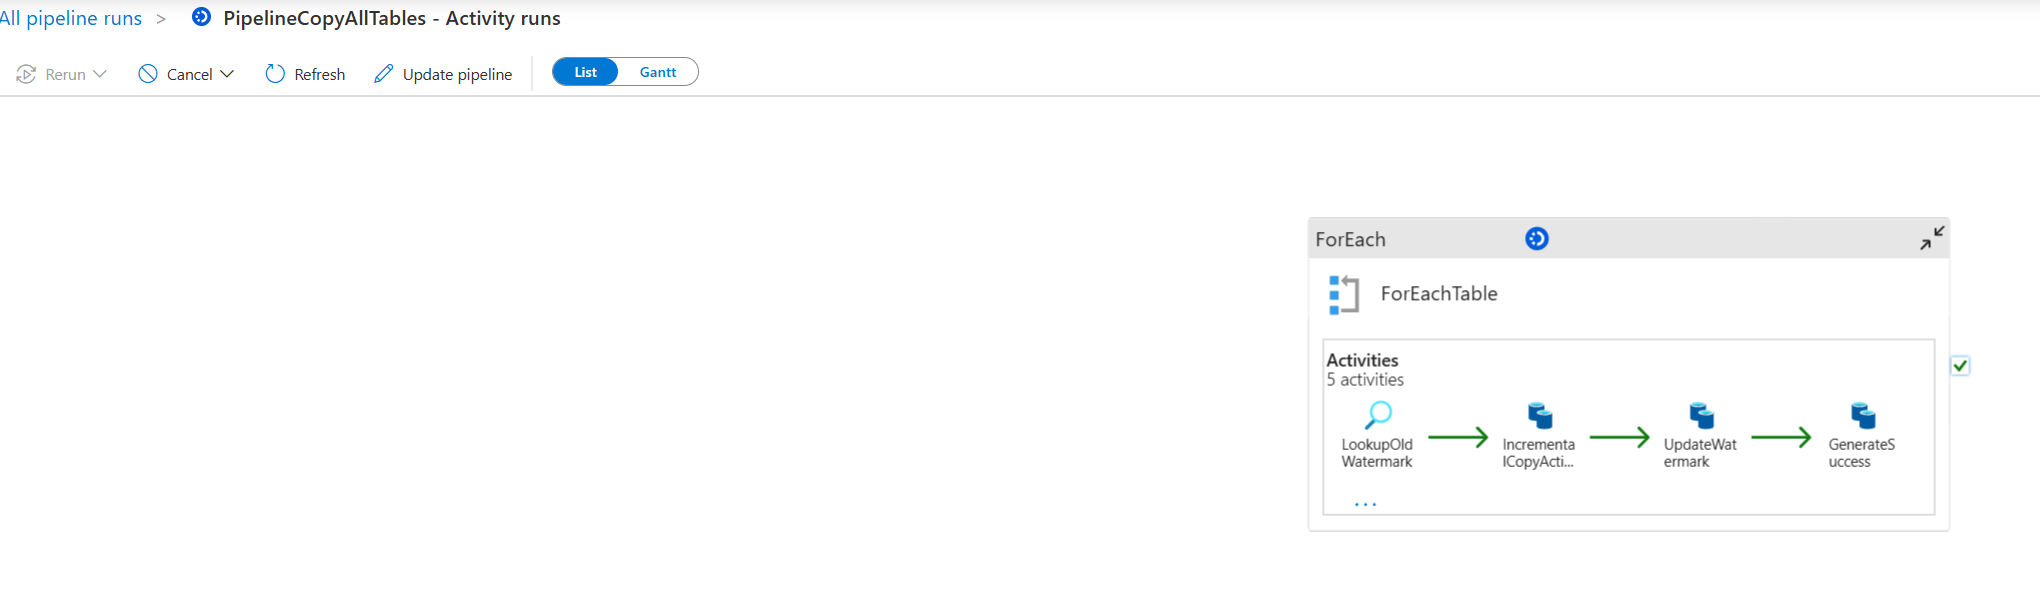 All pipeline runs > PipelineCopyAllTables - Activity runs
Rerun Cancel Refresh Update pipeline List Gantt
ForEach
ForEachTable
Activities
5 activities
LookupOld
Watermark
Incrementa
lCopyActi...
UpdateWat
ermark
GenerateS
uccess
...